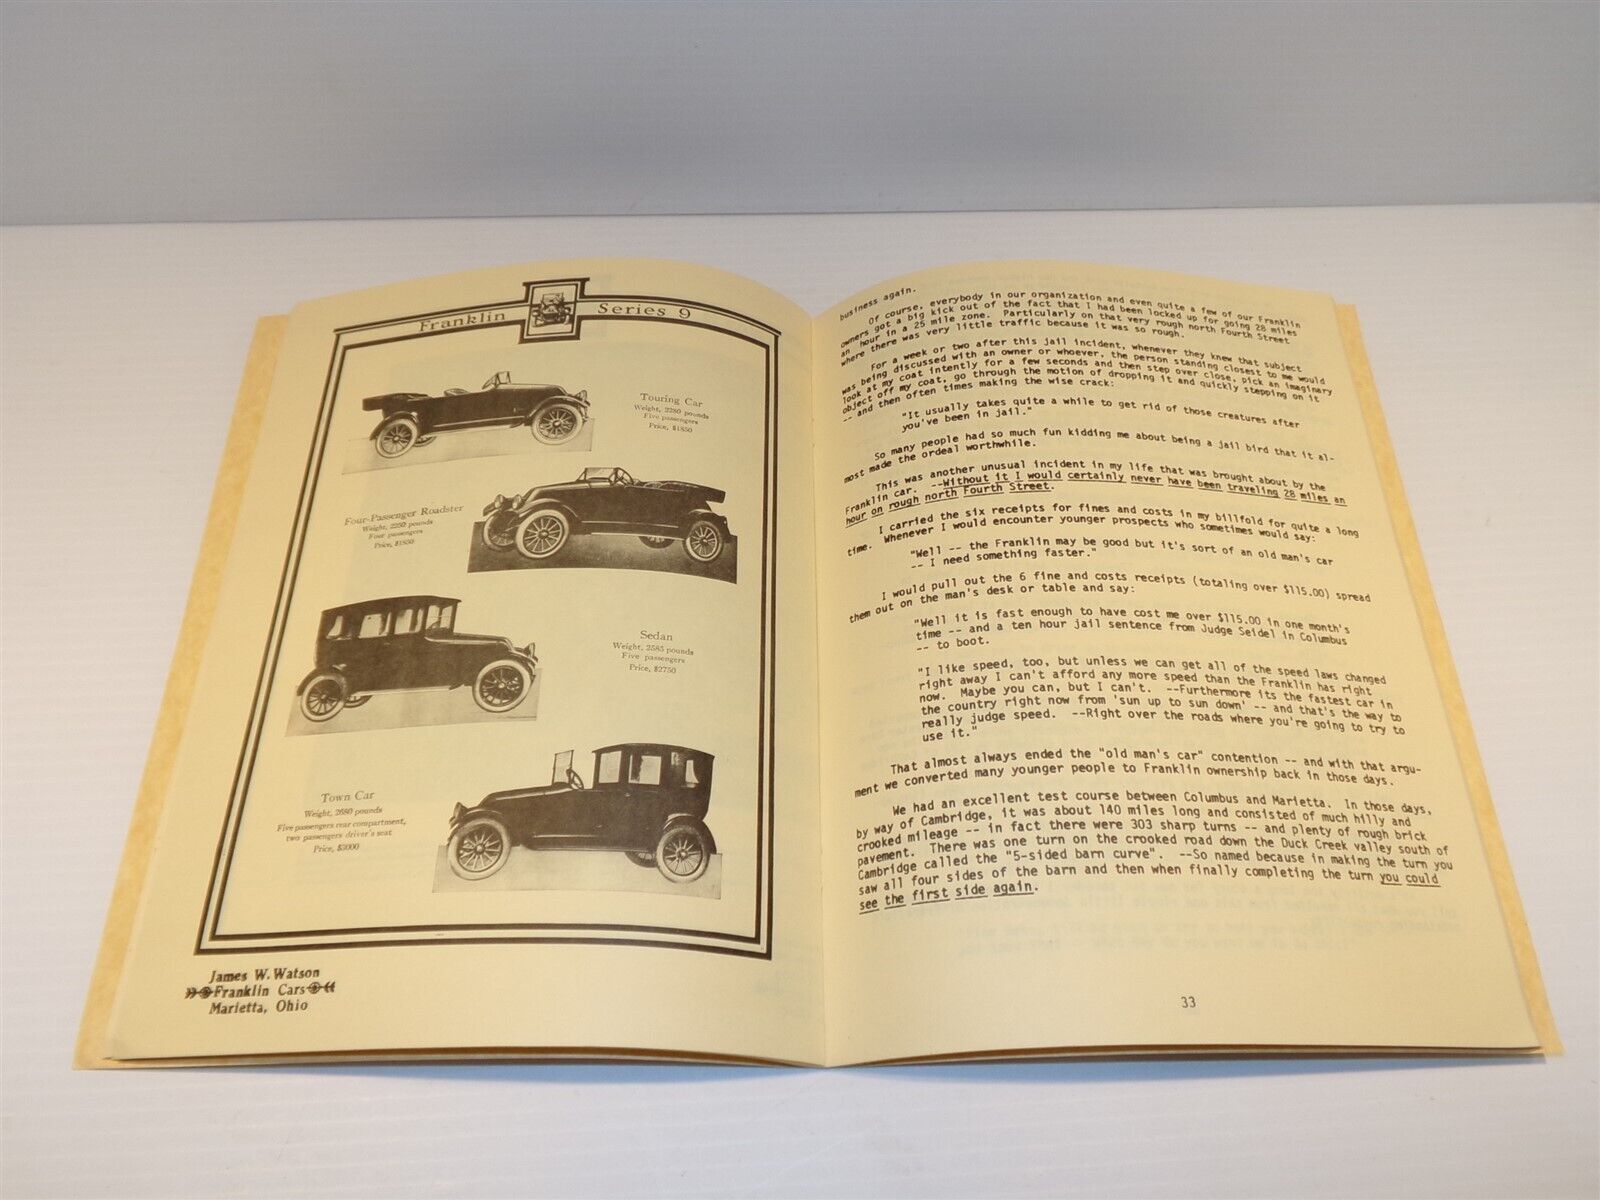 Franklin Series 9
Touring Car
Weight, 2280 pounds
Five passengers
Price, $1850
Four-Passenger Roadster
Weight, 2250 pounds
Four passengers
Price, $1850
Sedan
Weight, 2585 pounds
Five passengers
Price, $2750
Town Car
Weight, 2680 pounds
Five passengers rear compartment,
two passengers driver's seat
Price, $3000
James W. Watson
Franklin Cars
Marietta, Ohio
business again.
Of course, everybody in our organization and even quite a few of our Franklin
owners got a big kick out of the fact that I had been locked up for going 28 miles
an hour in a 25 mile zone. Particularly on that very rough north Fourth Street
where there was very little traffic because it was so rough.
For a week or two after this jail incident, whenever they knew that subject
was being discussed with an owner or whoever, the person standing closest to me would
look at my coat intently for a few seconds and then step over close, pick an imaginary
object off my coat, go through the motion of dropping it and quickly stepping on it
-- and then often times making the wise crack:
"It usually takes quite a while to get rid of those creatures after
you've been in jail."
So many people had so much fun kidding me about being a jail bird that it al-
most made the ordeal worthwhile.
This was another unusual incident in my life that was brought about by the
Franklin car. --Without it I would certainly never have been traveling 28 miles an
hour on rough north Fourth Street.
I carried the six receipts for fines and costs in my billfold for quite a long
time. Whenever I would encounter younger prospects who sometimes would say:
"Well -- the Franklin may be good but it's sort of an old man's car
-- I need something faster."
I would pull out the 6 fine and costs receipts (totaling over $115.00) spread
them out on the man's desk or table and say:
"Well it is fast enough to have cost me over $115.00 in one month's
time -- and a ten hour jail sentence from Judge Seidel in Columbus
-- to boot.
"I like speed, too, but unless we can get all of the speed laws changed
right away I can't afford any more speed than the Franklin has right
now. Maybe you can, but I can't. --Furthermore its the fastest car in
the country right now from 'sun up to sun down' -- and that's the way to
really judge speed. --Right over the roads where you're going to try to
use it."
That almost always ended the "old man's car" contention -- and with that argu-
ment we converted many younger people to Franklin ownership back in those days.
We had an excellent test course between Columbus and Marietta. In those days,
by way of Cambridge, it was about 140 miles long and consisted of much hilly and
crooked mileage -- in fact there were 303 sharp turns -- and plenty of rough brick
pavement. There was one turn on the crooked road down the Duck Creek valley south of
Cambridge called the "5-sided barn curve". --So named because in making the turn you
saw all four sides of the barn and then when finally completing the turn you could
see the first side again.
33